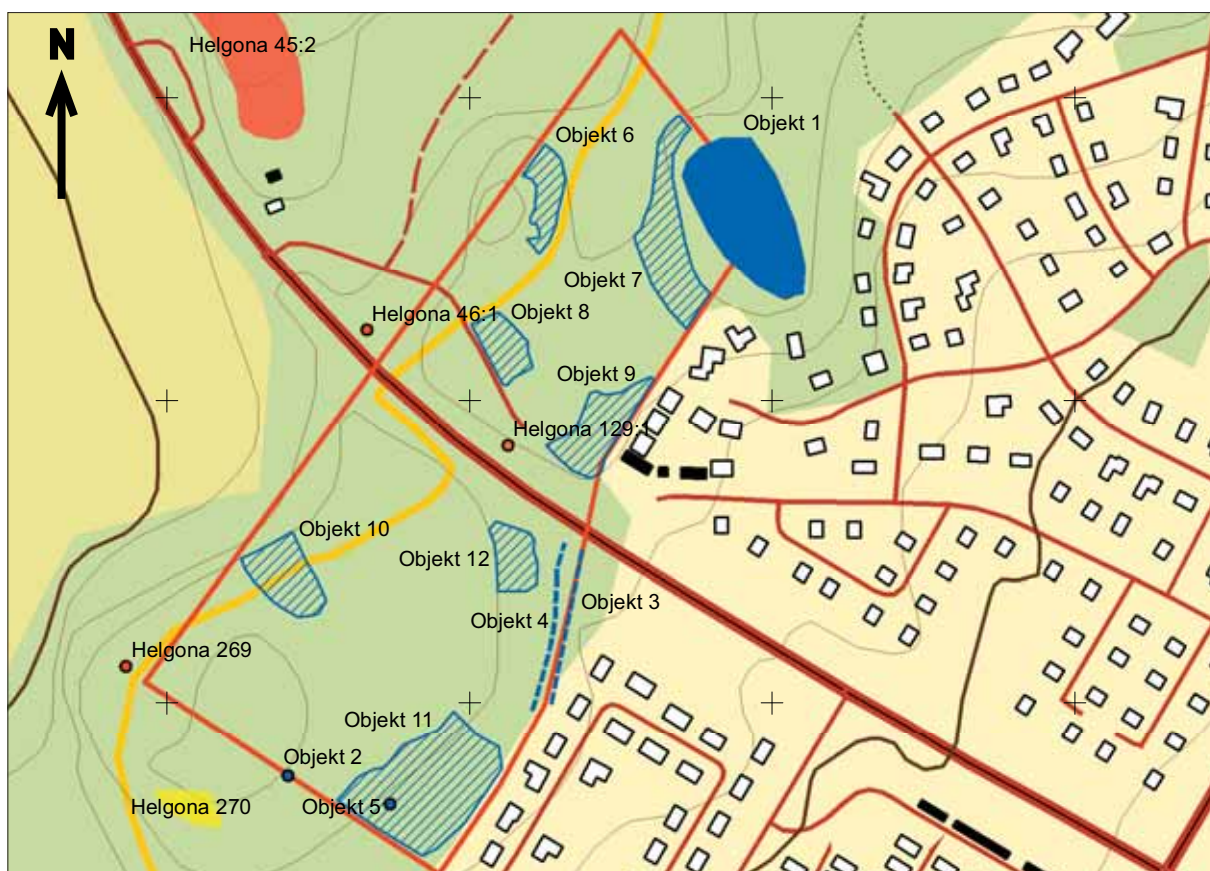 Helgona 45:2
N
Objekt 1
Objekt 6
Objekt 7
Helgona 46:1
Objekt 8
Objekt 9
Helgona 129:1
Objekt 10
Objekt 12
Objekt 3
Objekt 4
Helgona 269
Objekt 11
Objekt 2
Helgona 270
Objekt 5